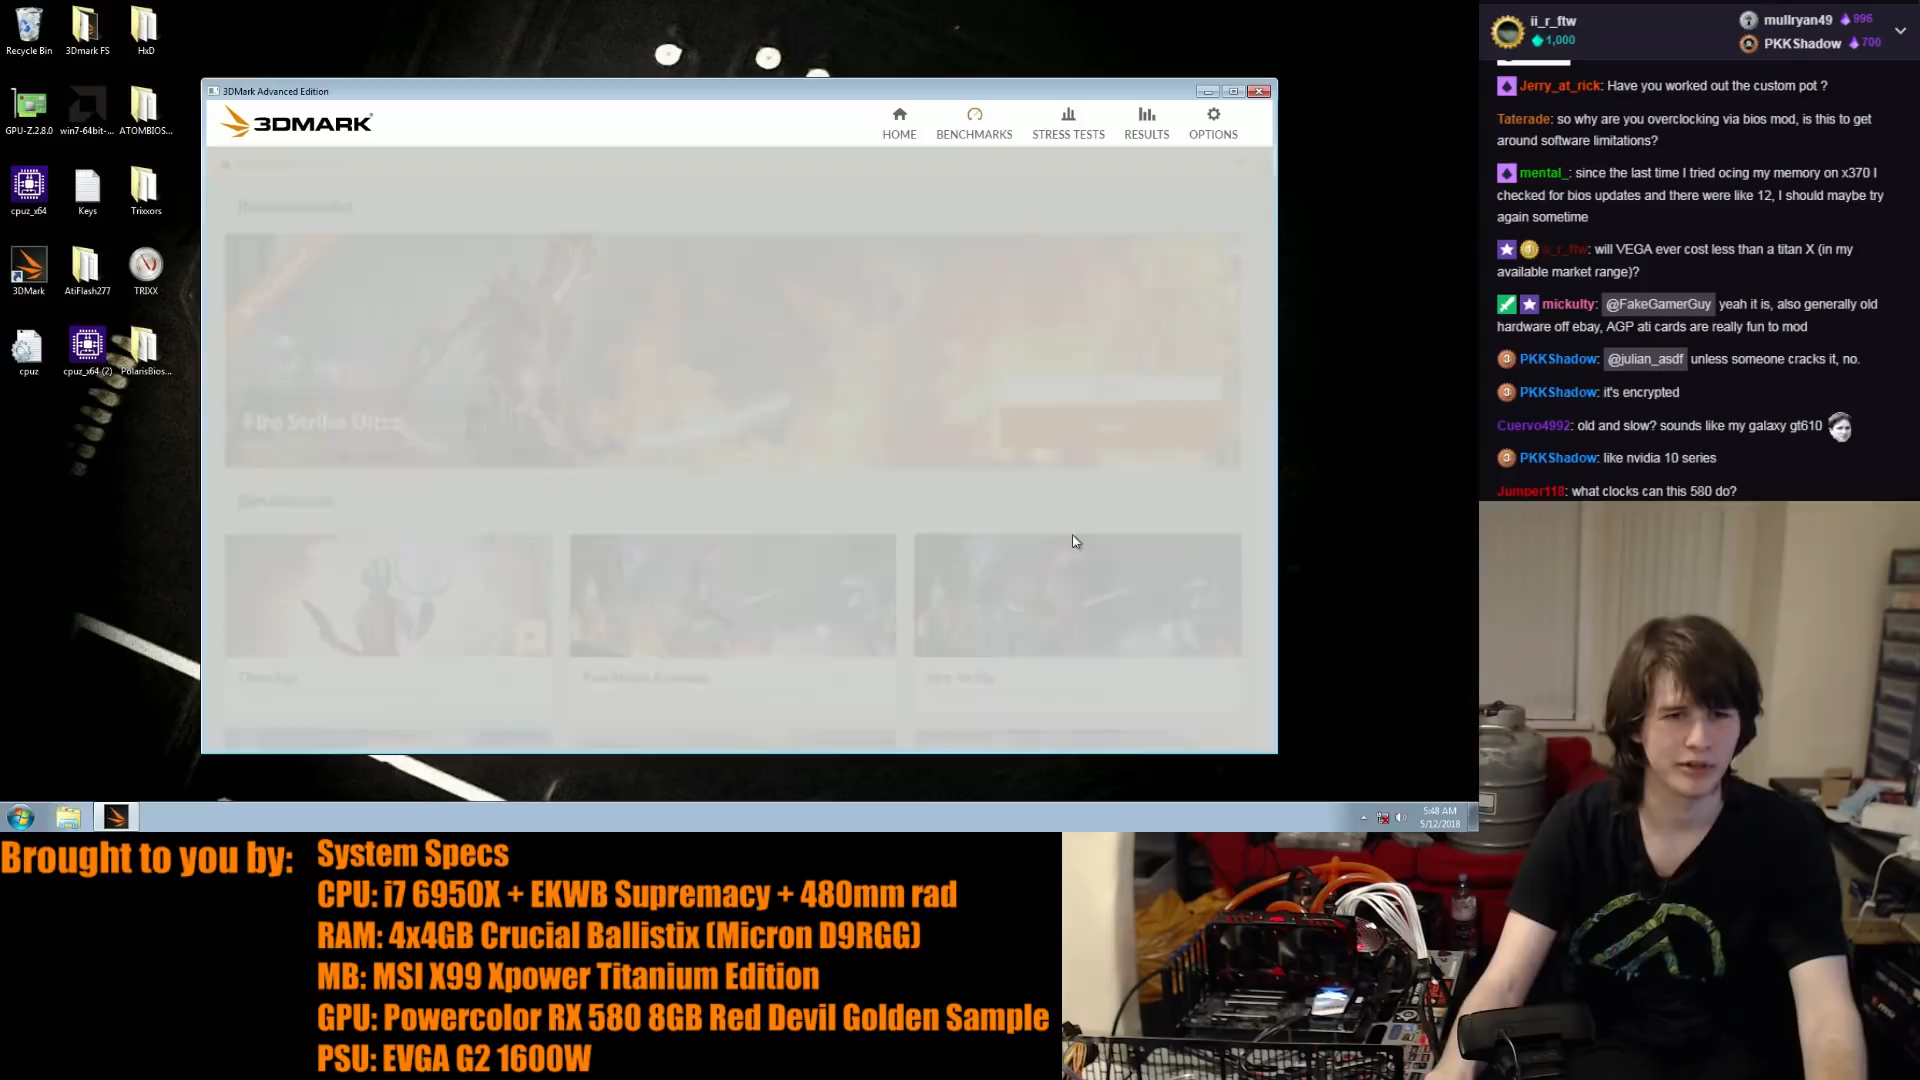 Recycle Bin
3Dmark FS
HxD
GPU-Z.2.8.0
win7-64bit-...
ATOMBIOS...
cpuz_x64
Keys
Trixxors
3DMark
AtiFlash277
TRIXX
cpuz
cpuz_x64 (2)
PolarisBios...
3DMark Advanced Edition
3DMARK
HOME
BENCHMARKS
STRESS TESTS
RESULTS
OPTIONS
Fire Strike Ultra
5:48 AM
5/12/2018
ii_r_ftw
1,000
mullryan49 996
PKKShadow 700
Jerry_at_rick: Have you worked out the custom pot ?
Taterade: so why are you overclocking via bios mod, is this to get
around software limitations?
mental_: since the last time I tried ocing my memory on x370 I
checked for bios updates and there were like 12, I should maybe try
again sometime
ii_r_ftw: will VEGA ever cost less than a titan X (in my
available market range)?
mickulty: @FakeGamerGuy yeah it is, also generally old
hardware off ebay, AGP ati cards are really fun to mod
3 PKKShadow: @julian_asdf unless someone cracks it, no.
3 PKKShadow: it's encrypted
Cuervo4992: old and slow? sounds like my galaxy gt610
3 PKKShadow: like nvidia 10 series
Jumper118: what clocks can this 580 do?
Brought to you by:
System Specs
CPU: i7 6950X + EKWB Supremacy + 480mm rad
RAM: 4x4GB Crucial Ballistix (Micron D9RGG)
MB: MSI X99 Xpower Titanium Edition
GPU: Powercolor RX 580 8GB Red Devil Golden Sample
PSU: EVGA G2 1600W